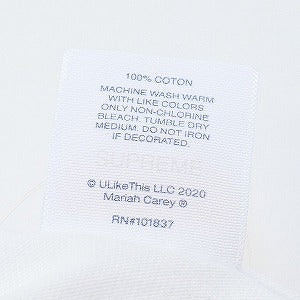 100% COTON
MACHINE WASH WARM
WITH LIKE COLORS
ONLY NON-CHLORINE
BLEACH. TUMBLE DRY
MEDIUM. DO NOT IRON
IF DECORATED.
SUPREME
© ULikeThis LLC 2020
Mariah Carey ®
RN#101837